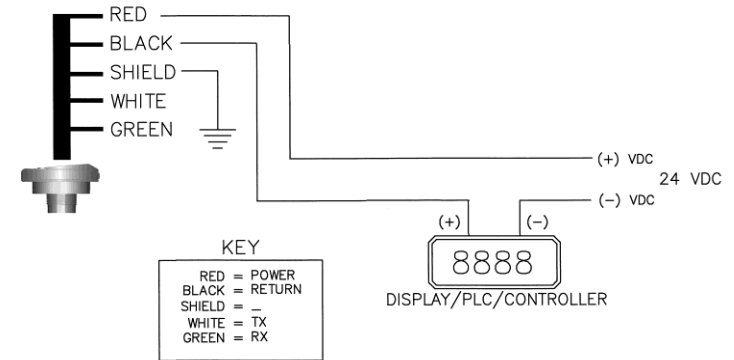 RED
BLACK
SHIELD
WHITE
GREEN
(+) VDC
24 VDC
(-) VDC
(+)
(-)
8888
DISPLAY/PLC/CONTROLLER
KEY
RED = POWER
BLACK = RETURN
SHIELD = _
WHITE = TX
GREEN = RX